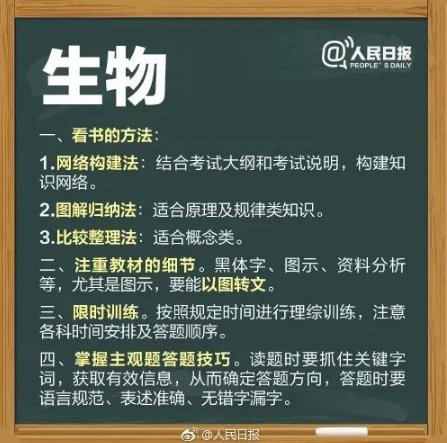 生物
@人民日报
PEOPLE'S DAILY
一、看书的方法：
1.网络构建法：结合考试大纲和考试说明，构建知
识网络。
2.图解归纳法：适合原理及规律类知识。
3.比较整理法：适合概念类。
二、注重教材的细节。黑体字、图示、资料分析
等，尤其是图示，要能以图转文。
三、限时训练。按照规定时间进行理综训练，注意
各科时间安排及答题顺序。
四、掌握主观题答题技巧。读题时要抓住关键字
词，获取有效信息，从而确定答题方向，答题时要
语言规范、表述准确、无错字漏字。
@人民日报